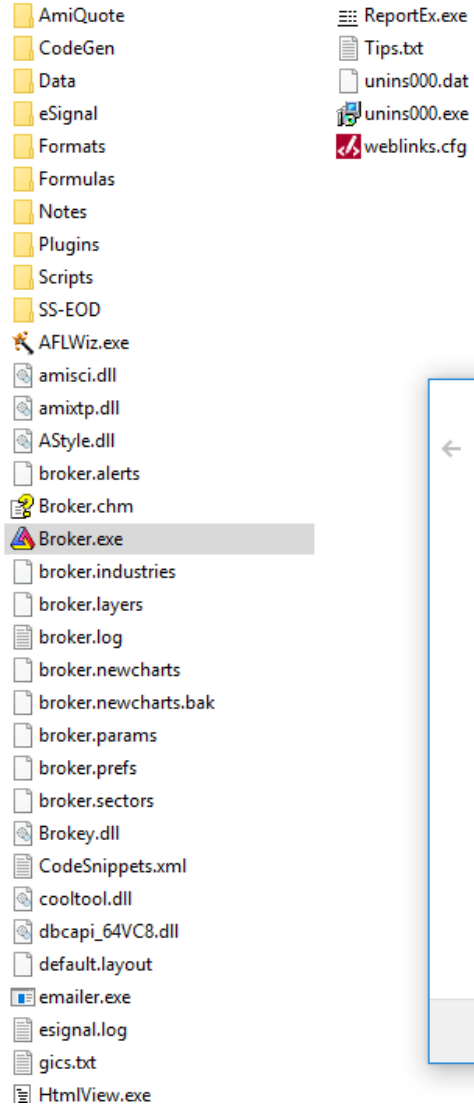 AmiQuote
CodeGen
Data
eSignal
Formats
Formulas
Notes
Plugins
Scripts
SS-EOD
AFLWiz.exe
amisci.dll
amixtp.dll
AStyle.dll
broker.alerts
Broker.chm
Broker.exe
broker.industries
broker.layers
broker.log
broker.newcharts
broker.newcharts.bak
broker.params
broker.prefs
broker.sectors
Brokey.dll
CodeSnippets.xml
cooltool.dll
dbcapi_64VC8.dll
default.layout
emailer.exe
esignal.log
gics.txt
HtmlView.exe
ReportEx.exe
Tips.txt
unins000.dat
unins000.exe
weblinks.cfg